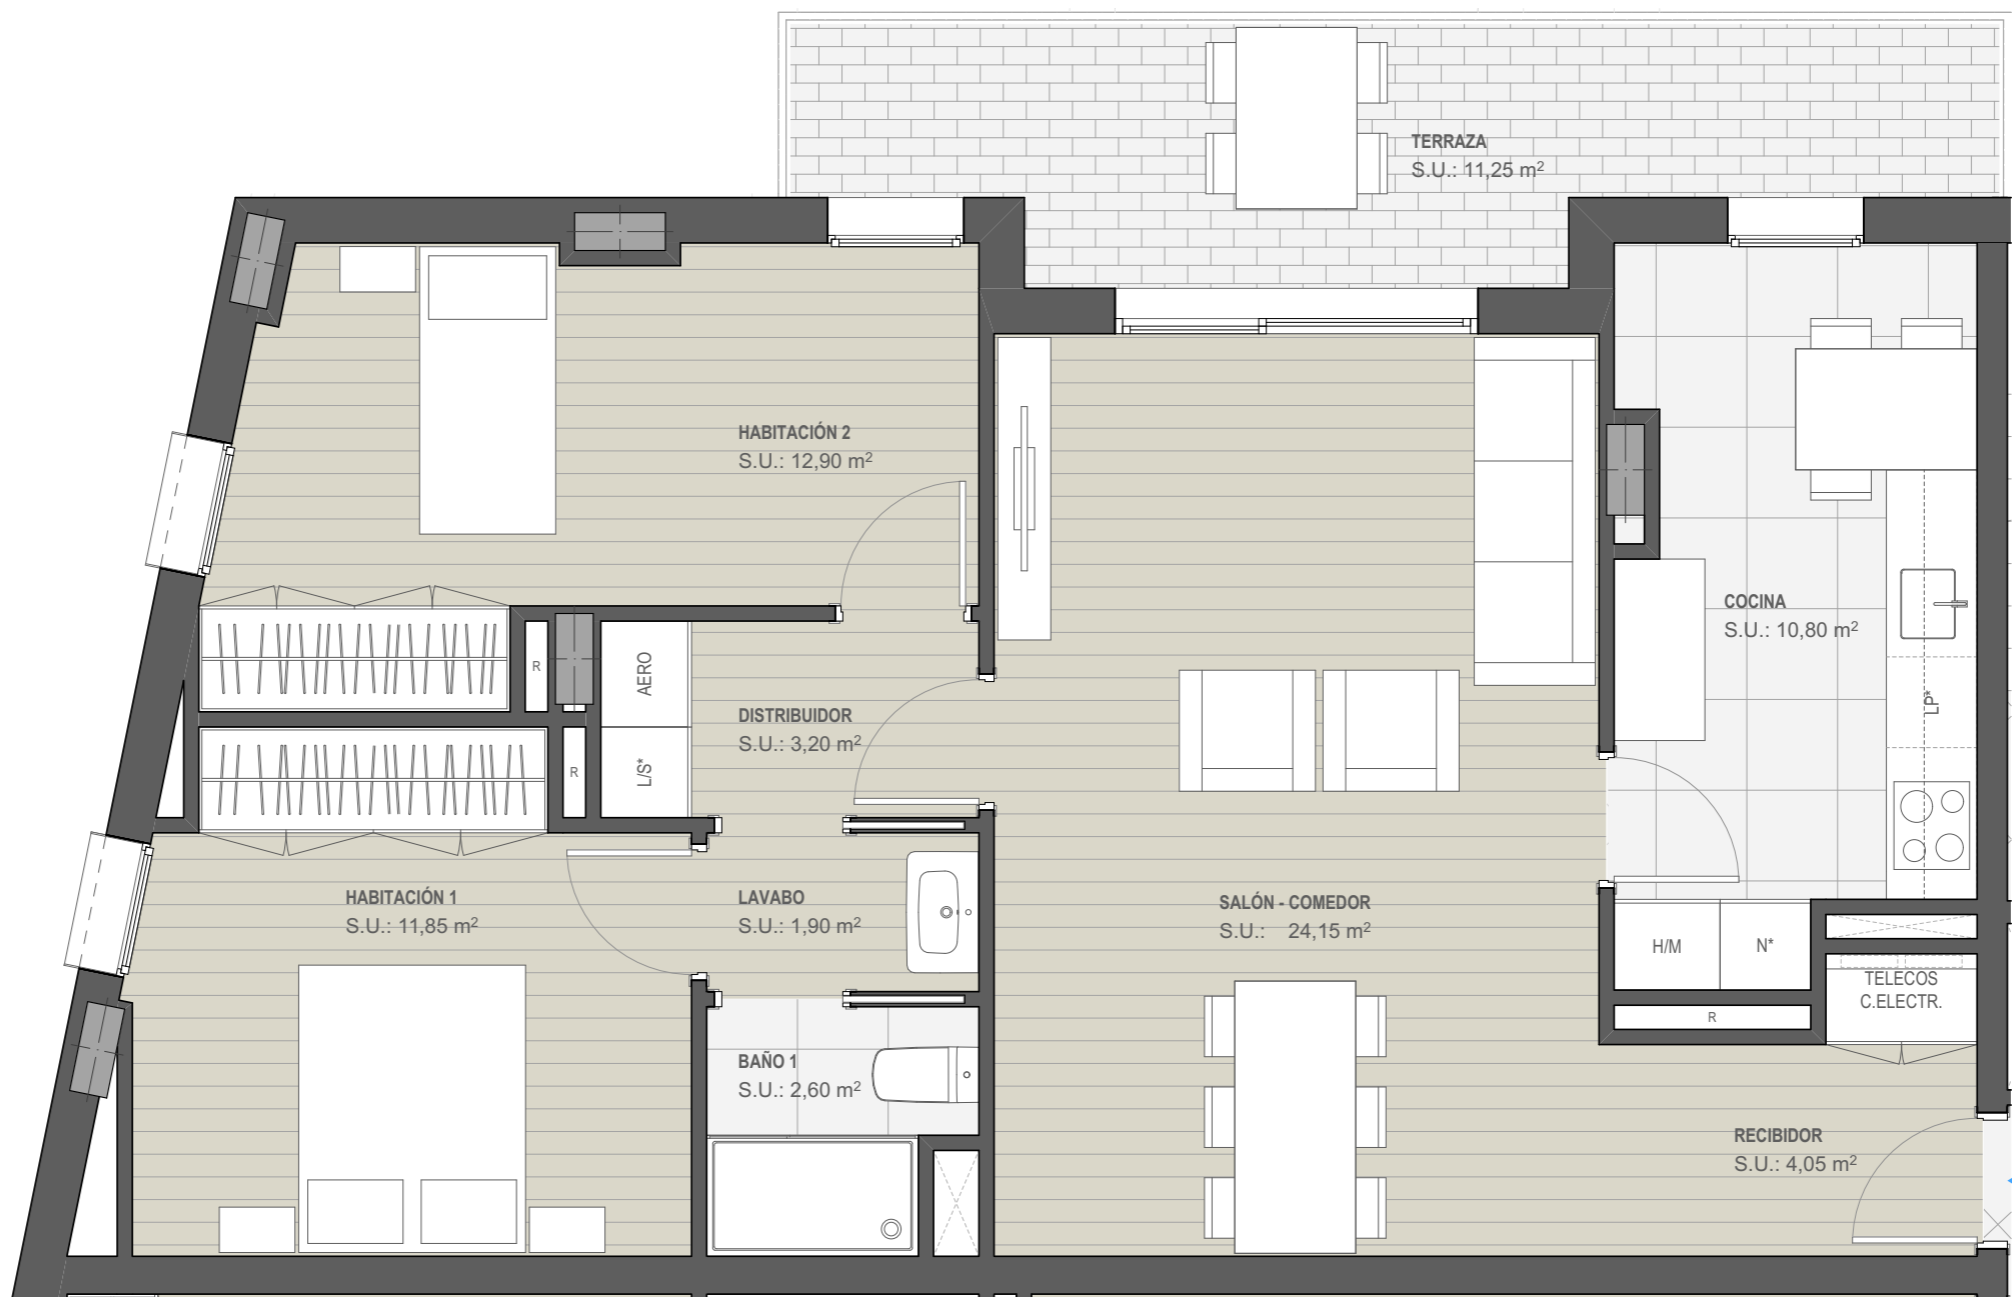 TERRAZA
S.U.: 11,25 m²
HABITACIÓN 2
S.U.: 12,90 m²
COCINA
S.U.: 10,80 m²
R
AERO
LP*
DISTRIBUIDOR
S.U.: 3,20 m²
L/S*
R
HABITACIÓN 1
S.U.: 11,85 m²
LAVABO
S.U.: 1,90 m²
SALÓN - COMEDOR
S.U.: 24,15 m²
H/M
N*
TELECOS
C.ELECTR.
R
BAÑO 1
S.U.: 2,60 m²
RECIBIDOR
S.U.: 4,05 m²